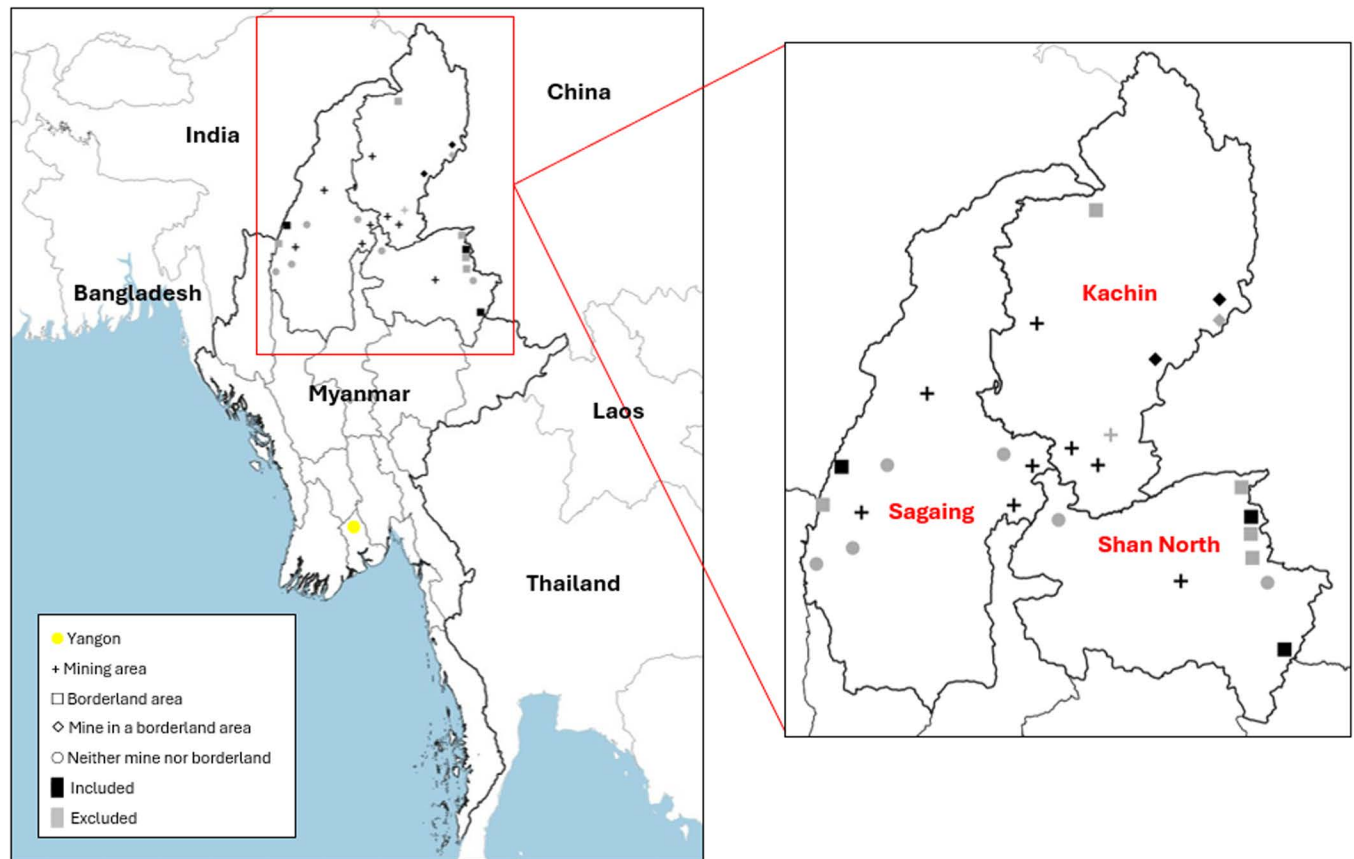 China
India
Bangladesh
Myanmar
Laos
Thailand
Yangon
Mining area
Borderland area
Mine in a borderland area
Neither mine nor borderland
Included
Excluded
Kachin
Sagaing
Shan North